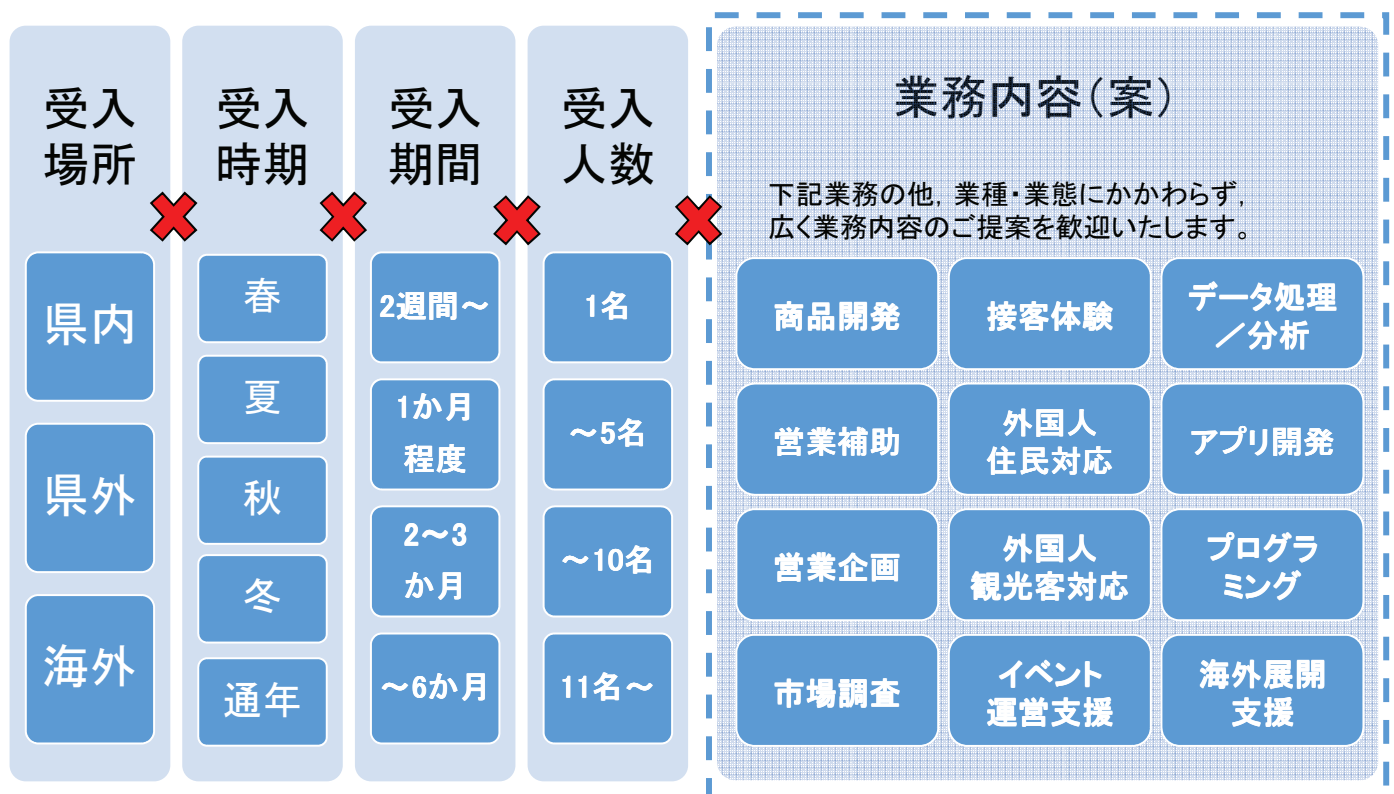 受入
場所
県内
県外
海外
受入
時期
春
夏
秋
冬
通年
受入
期間
2週間～
1か月
程度
2～3
か月
～6か月
受入
人数
1名
～5名
～10名
11名～
業務内容（案）
下記業務の他，業種・業態にかかわらず，
広く業務内容のご提案を歓迎いたします。
商品開発
接客体験
データ処理
／分析
営業補助
外国人
住民対応
アプリ開発
営業企画
外国人
観光客対応
プログラ
ミング
市場調査
イベント
運営支援
海外展開
支援